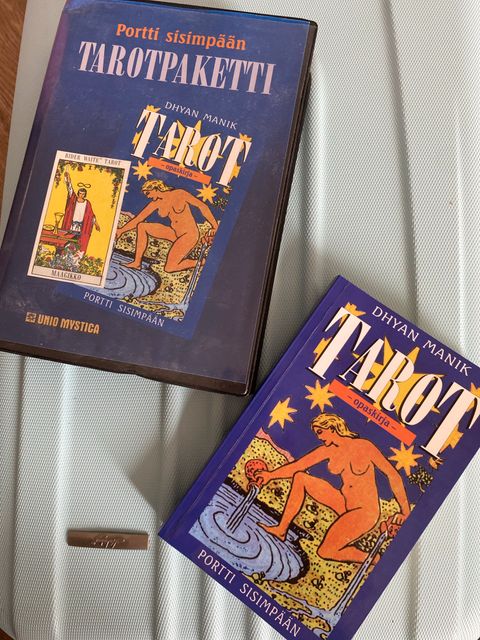 Portti sisimpään
TAROTPAKETTI
DHYAN MANIK
TAROT
- opaskirja -
RIDER WAITE™ TAROT
MAAGIKKO
PORTTI SISIMPÄÄN
UNIO MYSTICA
DHYAN MANIK
TAROT
- opaskirja -
PORTTI SISIMPÄÄN